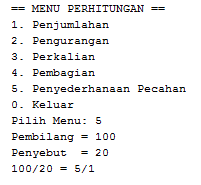 == MENU PERHITUNGAN ==
1. Penjumlahan
2. Pengurangan
3. Perkalian
4. Pembagian
5. Penyederhanaan Pecahan
0. Keluar
Pilih Menu: 5
Pembilang = 100
Penyebut  = 20
100/20 = 5/1